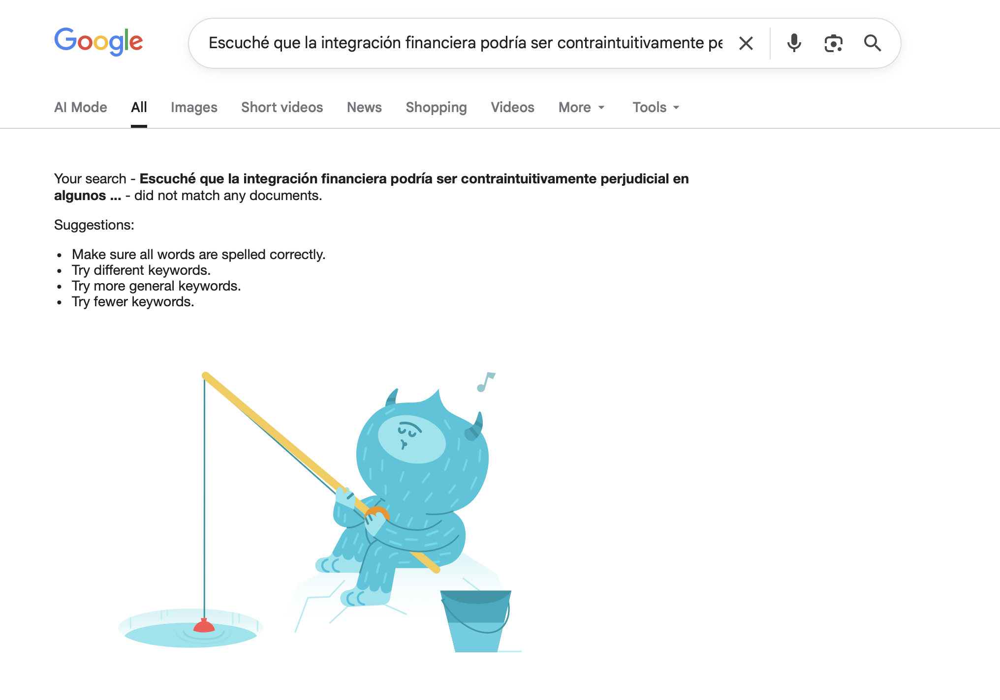 Google
Escuché que la integración financiera podría ser contraintuitivamente pe
AI Mode All Images Short videos News Shopping Videos More Tools
Your search - Escuché que la integración financiera podría ser contraintuitivamente perjudicial en
algunos ... - did not match any documents.
Suggestions:
• Make sure all words are spelled correctly.
• Try different keywords.
• Try more general keywords.
• Try fewer keywords.